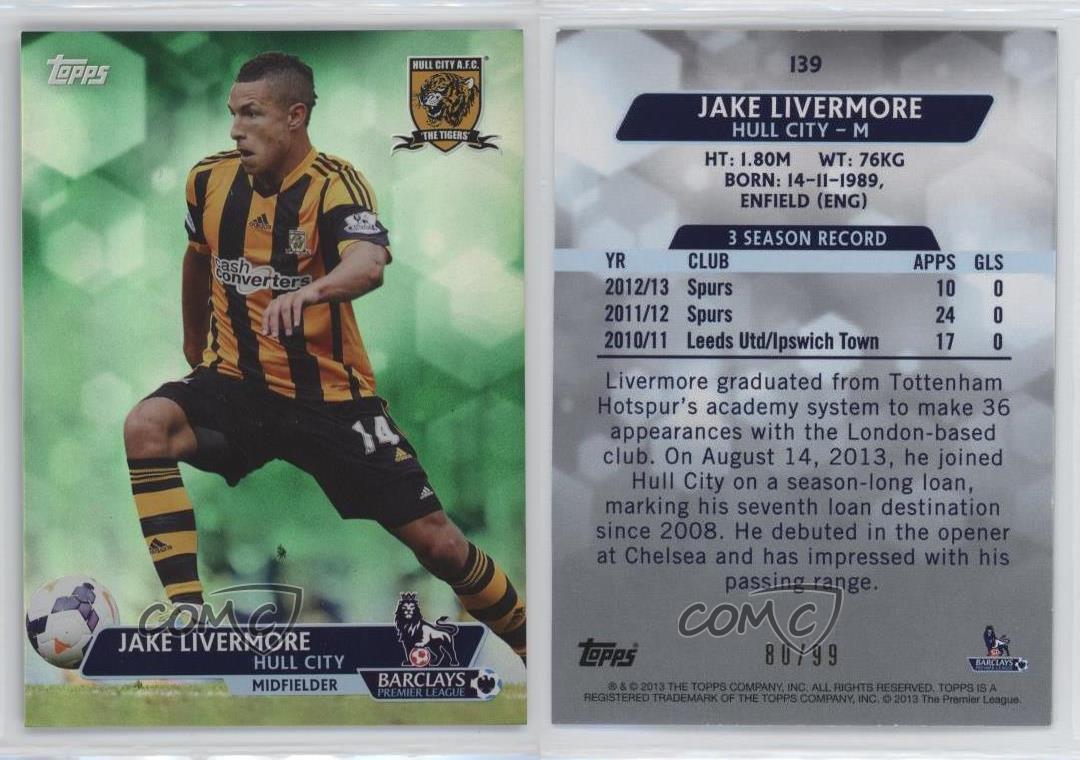 Topps
HULL CITY A.F.C.
'THE TIGERS'
adidas
cash
converters
14
COMC
JAKE LIVERMORE
HULL CITY
MIDFIELDER
BARCLAYS
PREMIER LEAGUE
139
JAKE LIVERMORE
HULL CITY – M
HT: 1.80M WT: 76KG
BORN: 14-11-1989,
ENFIELD (ENG)
3 SEASON RECORD
YR CLUB APPS GLS
2012/13 Spurs 10 0
2011/12 Spurs 24 0
2010/11 Leeds Utd/Ipswich Town 17 0
Livermore graduated from Tottenham
Hotspur's academy system to make 36
appearances with the London-based
club. On August 14, 2013, he joined
Hull City on a season-long loan,
marking his seventh loan destination
since 2008. He debuted in the opener
at Chelsea and has impressed with his
passing range.
COMC
Topps 80/99
BARCLAYS
PREMIER LEAGUE
® & © 2013 THE TOPPS COMPANY, INC. ALL RIGHTS RESERVED. TOPPS IS A
REGISTERED TRADEMARK OF THE TOPPS COMPANY, INC. © 2013 The Premier League.